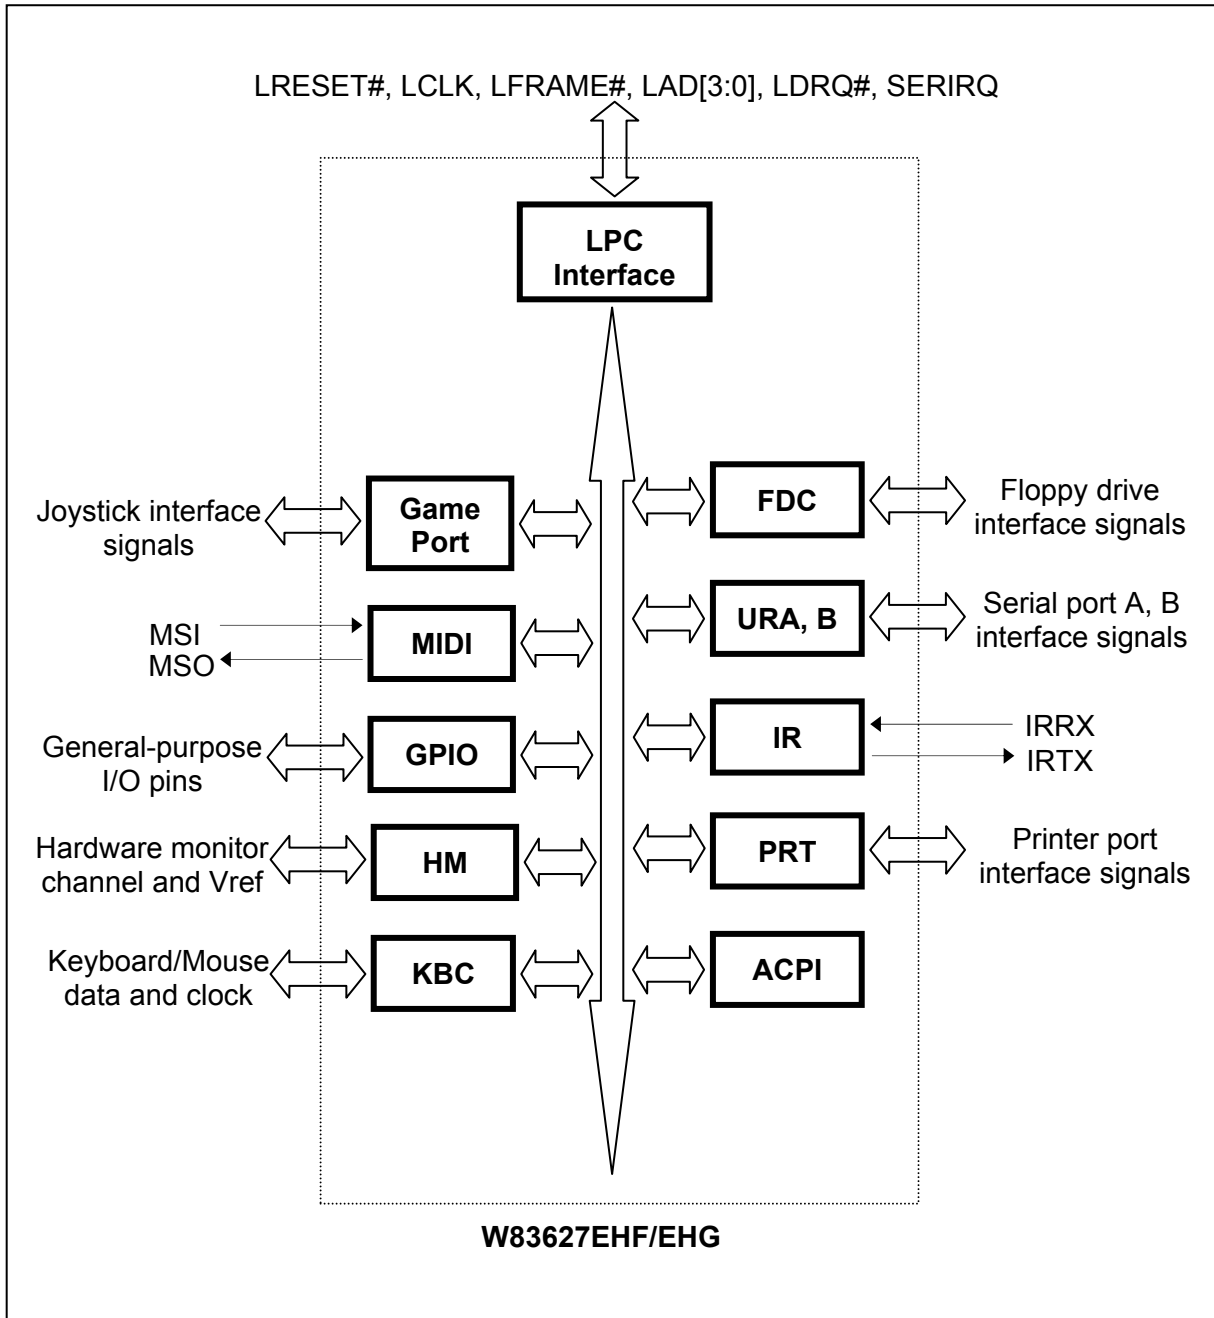 LRESET#, LCLK, LFRAME#, LAD[3:0], LDRQ#, SERIRQ
LPC
Interface
Joystick interface
signals
Game
Port
FDC
Floppy drive
interface signals
MSI
MSO
MIDI
URA, B
Serial port A, B
interface signals
General-purpose
I/O pins
GPIO
IR
IRRX
IRTX
Hardware monitor
channel and Vref
HM
PRT
Printer port
interface signals
Keyboard/Mouse
data and clock
KBC
ACPI
W83627EHF/EHG